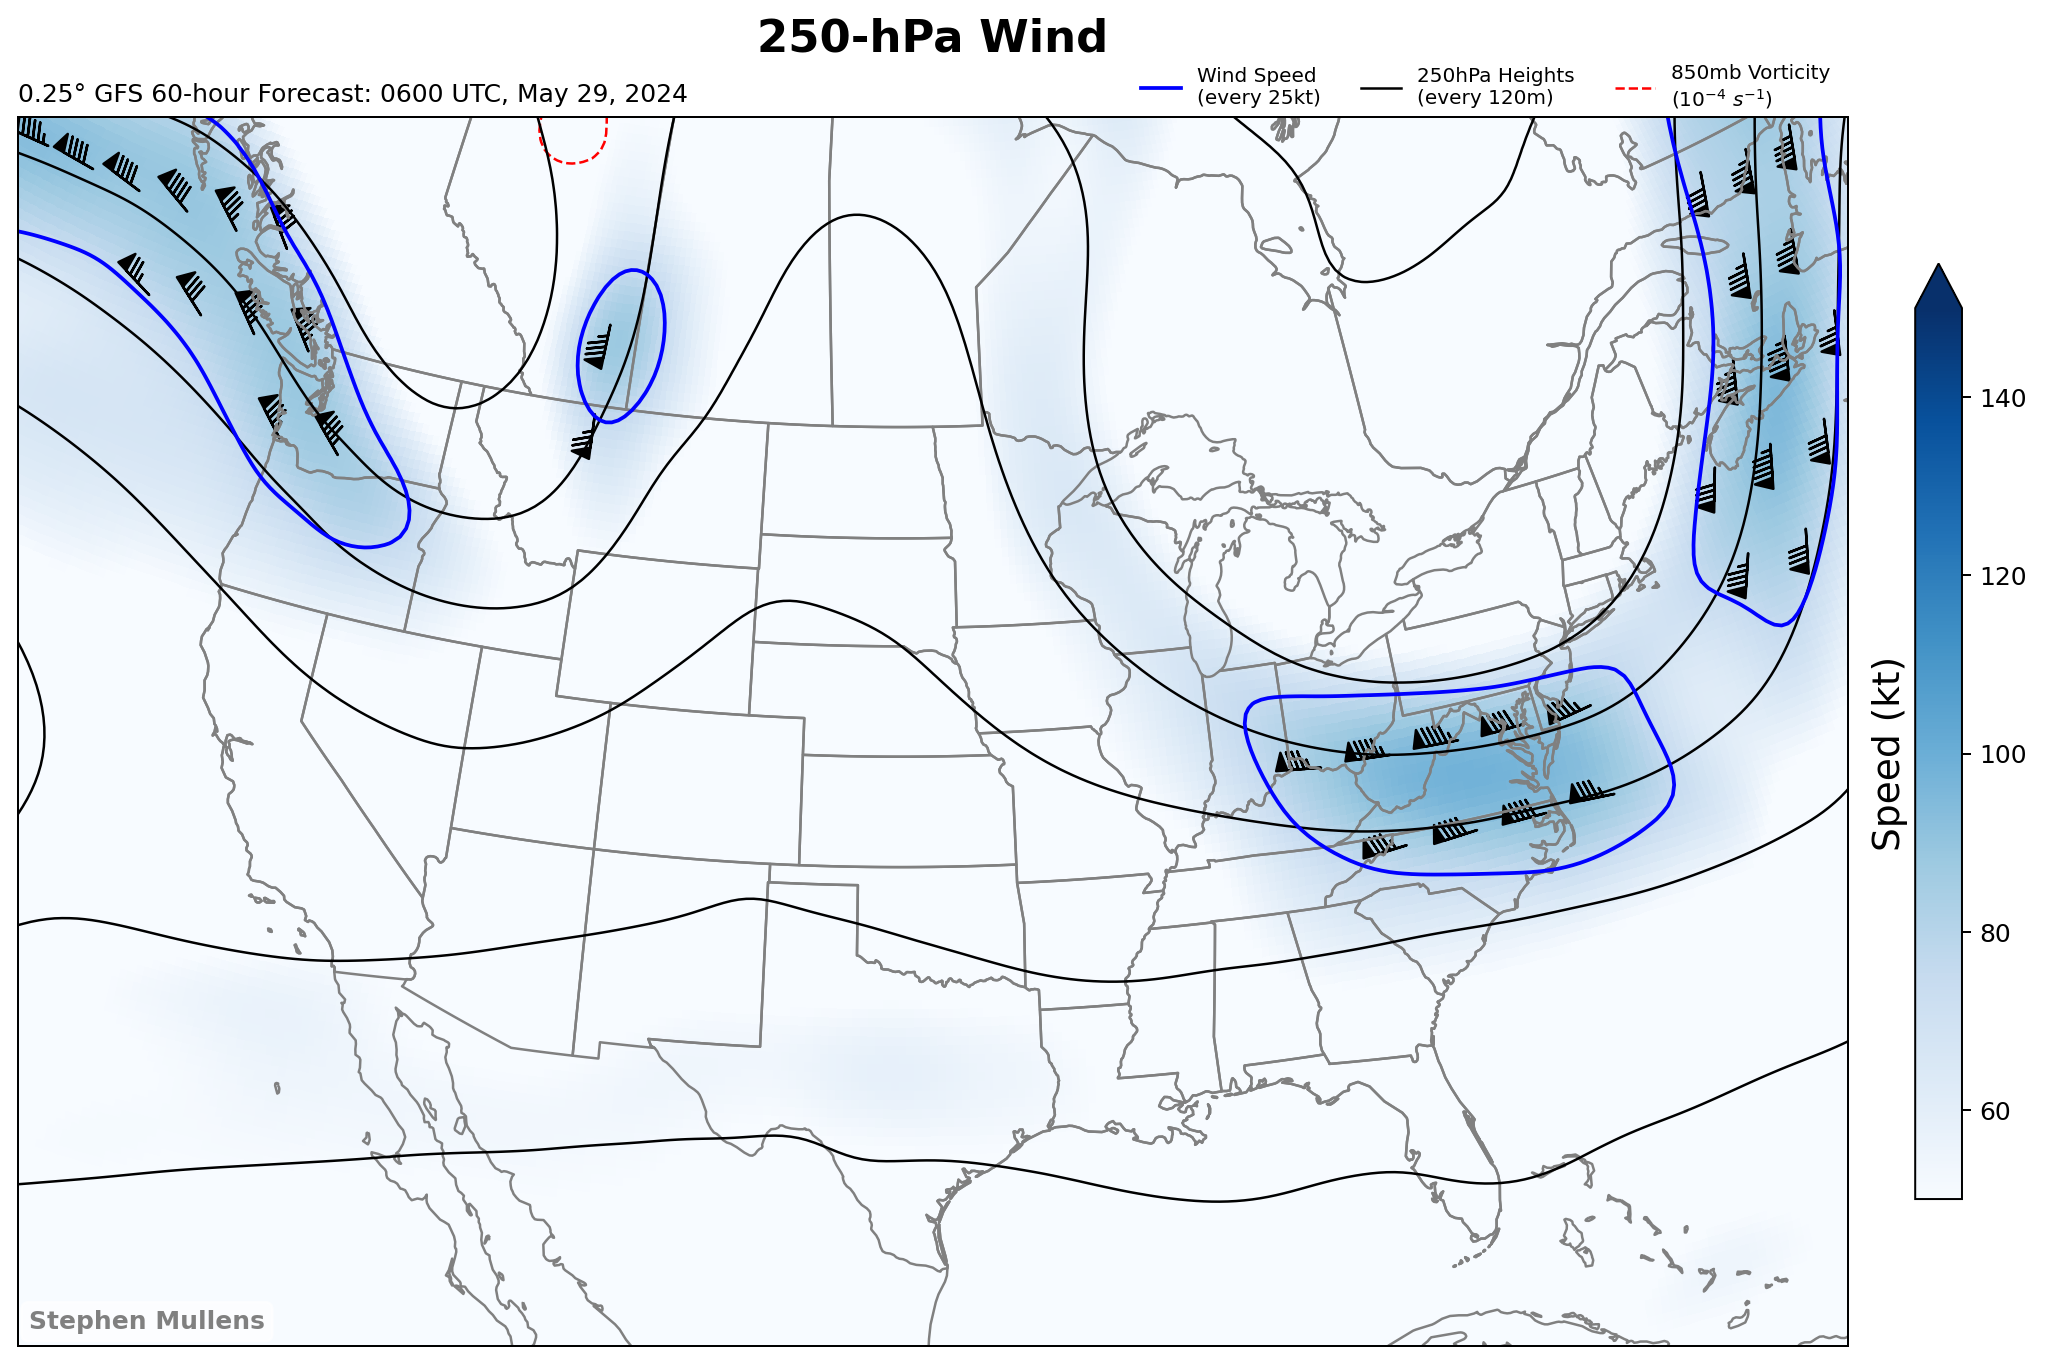 250-hPa Wind
0.25° GFS 60-hour Forecast: 0600 UTC, May 29, 2024
Wind Speed
(every 25kt)
250hPa Heights
(every 120m)
850mb Vorticity
(10⁻⁴ s⁻¹)
140
120
100
80
60
Speed (kt)
Stephen Mullens